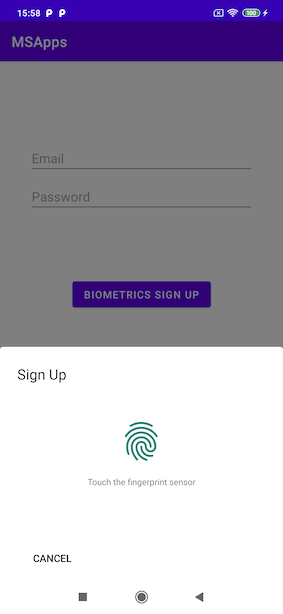 15:58
MSApps
Email
Password
BIOMETRICS SIGN UP
Sign Up
Touch the fingerprint sensor
CANCEL